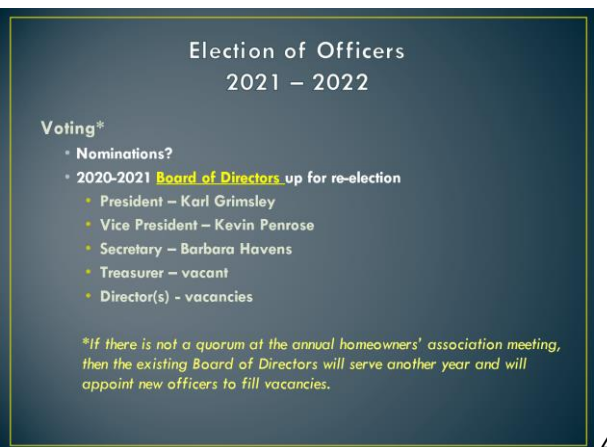 Election of Officers
2021 – 2022
Voting*
• Nominations?
• 2020-2021 Board of Directors up for re-election
• President – Karl Grimsley
• Vice President – Kevin Penrose
• Secretary – Barbara Havens
• Treasurer – vacant
• Director(s) - vacancies
*If there is not a quorum at the annual homeowners' association meeting,
then the existing Board of Directors will serve another year and will
appoint new officers to fill vacancies.